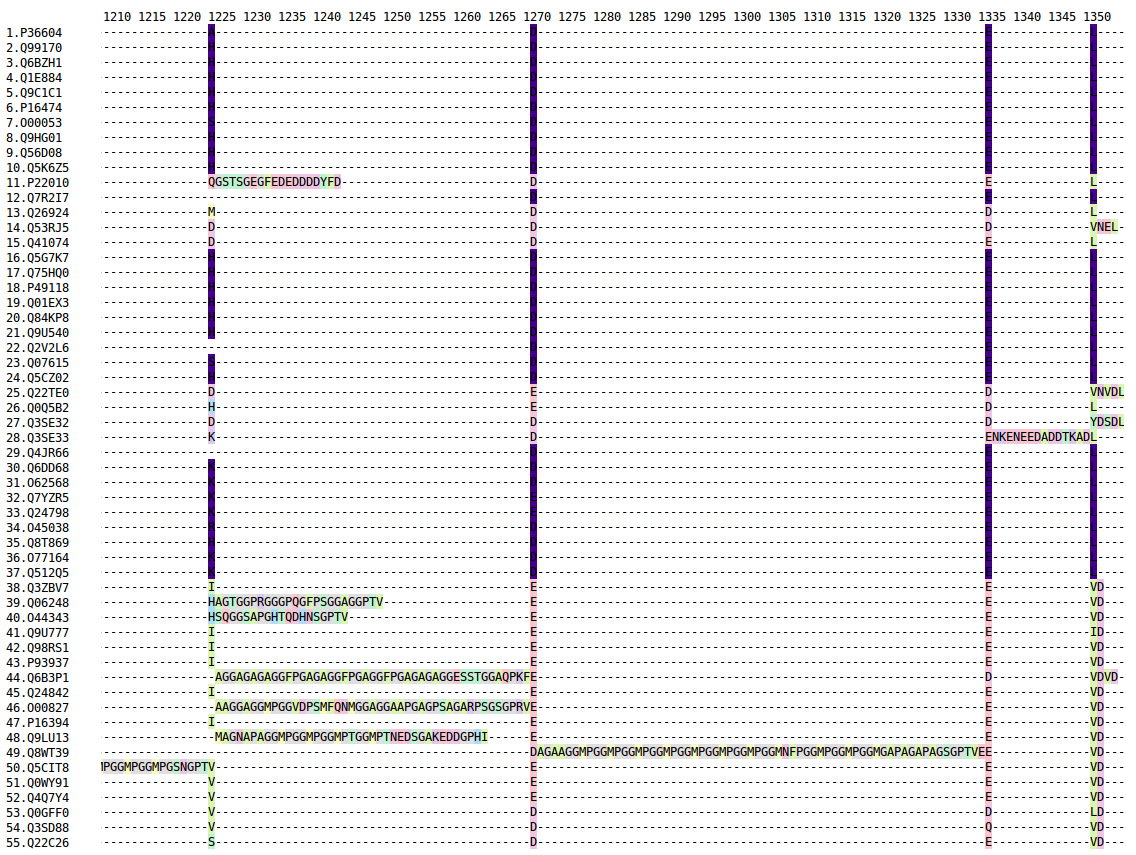 1210 1215 1220 1225 1230 1235 1240 1245 1250 1255 1260 1265 1270 1275 1280 1285 1290 1295 1300 1305 1310 1315 1320 1325 1330 1335 1340 1345 1350
1.P36604
2.Q99170
3.Q6BZH1
4.Q1E884
5.Q9C1C1
6.P16474
7.O00053
8.Q9HG01
9.Q56D08
10.Q5K6Z5
11.P22010 QGSTSGEGFEDEDDDDYFD D E L
12.Q7R2I7
13.Q26924 M D D L
14.Q53RJ5 D D D VNEL
15.Q41074 D D E L
16.Q5G7K7
17.Q75HQ0
18.P49118
19.Q01EX3
20.Q84KP8
21.Q9U540
22.Q2V2L6
23.Q07615
24.Q5CZ02
25.Q22TE0 D E D VNVDL
26.Q0Q5B2 H E D L
27.Q3SE32 D D D YDSDL
28.Q3SE33 K D ENKENEEDADDTKADL
29.Q4JR66
30.Q6DD68
31.O62568
32.Q7YZR5
33.Q24798
34.O45038
35.Q8T869
36.O77164
37.Q512Q5
38.Q3ZBV7 I E E VD
39.Q06248 HAGTGGPRGGGPQGFPSGGAGGPTV E E VD
40.O44343 HSQGGSAPGHTQDHNSGPTV E E VD
41.Q9U777 I E E ID
42.Q98RS1 I E E VD
43.P93937 I E E VD
44.Q6B3P1 AGGAGAGAGGFPGAGAGGFPGAGGFPGAGAGAGGESSTGGAQPKFE D VDVD
45.Q24842 I E E VD
46.O00827 AAGGAGGMPGGVDPSMFQNMGGAGGAAPGAGPSAGARPSGSGPRVE E VD
47.P16394 I E E VD
48.Q9LU13 MAGNAPAGGMPGGMPGGMPTGGMPTNEDSGAKEDDGPHI E E VD
49.Q8WT39 DAGAAGGMPGGMPGGMPGGMPGGMPGGMPGGMPGGMNFPGGMPGGMPGGMGAPAGAPAGSGPTVEE VD
50.Q5CIT8 MPGGMPGGMPGSNGPTV E E VD
51.Q0WY91 V E E VD
52.Q4Q7Y4 V E E VD
53.Q0GFF0 V D D LD
54.Q3SD88 V D Q VD
55.Q22C26 S D E VD